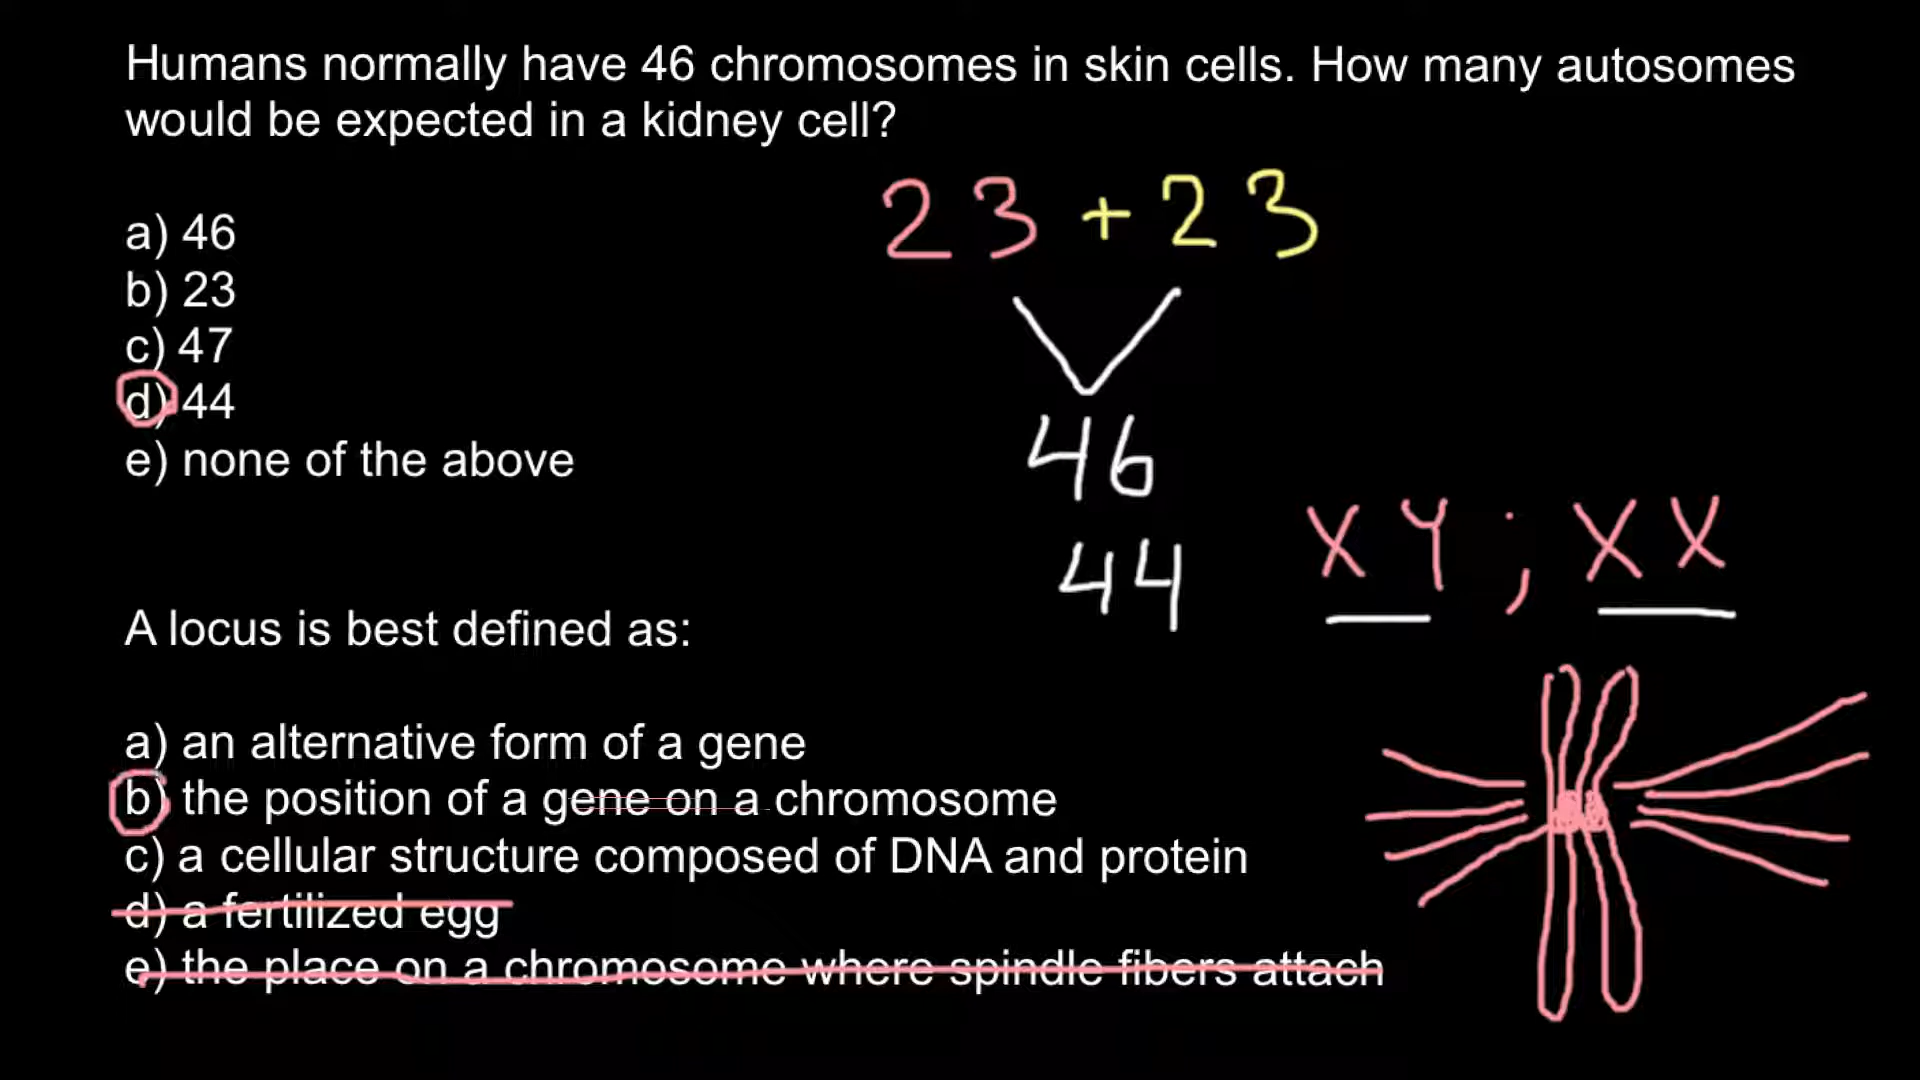 Humans normally have 46 chromosomes in skin cells. How many autosomes
would be expected in a kidney cell?
23 + 23
a) 46
b) 23
c) 47
d) 44
e) none of the above
46
XY ; XX
44
A locus is best defined as:
a) an alternative form of a gene
b) the position of a gene on a chromosome
c) a cellular structure composed of DNA and protein
d) a fertilized egg
e) the place on a chromosome where spindle fibers attach